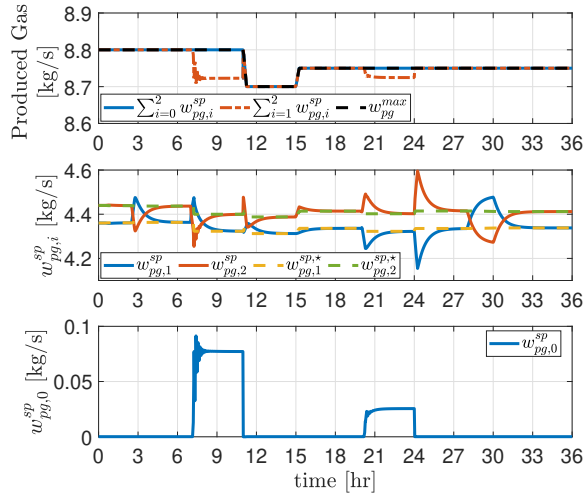 Produced Gas [kg/s]
8.9
8.8
8.7
8.6
$\sum_{i=0}^{2} w_{pg,i}^{sp}$ $\sum_{i=1}^{2} w_{pg,i}^{sp}$ $w_{pg}^{max}$
0 3 6 9 12 15 18 21 24 27 30 33 36
$w_{pg,i}^{sp}$ [kg/s]
4.6
4.4
4.2
$w_{pg,1}^{sp}$ $w_{pg,2}^{sp}$ $w_{pg,1}^{sp,\star}$ $w_{pg,2}^{sp,\star}$
0 3 6 9 12 15 18 21 24 27 30 33 36
$w_{pg,0}^{sp}$ [kg/s]
0.1
0.05
0
$w_{pg,0}^{sp}$
0 3 6 9 12 15 18 21 24 27 30 33 36
time [hr]